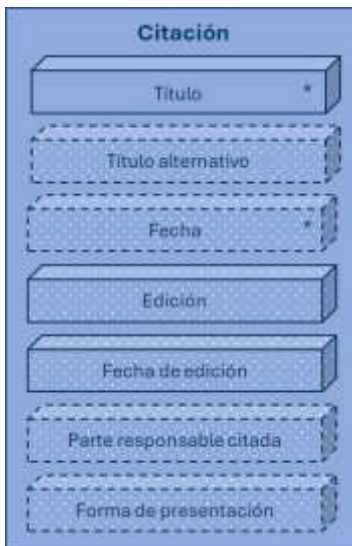 Citación
Título *
Título alternativo
Fecha *
Edición
Fecha de edición
Parte responsable citada
Forma de presentación